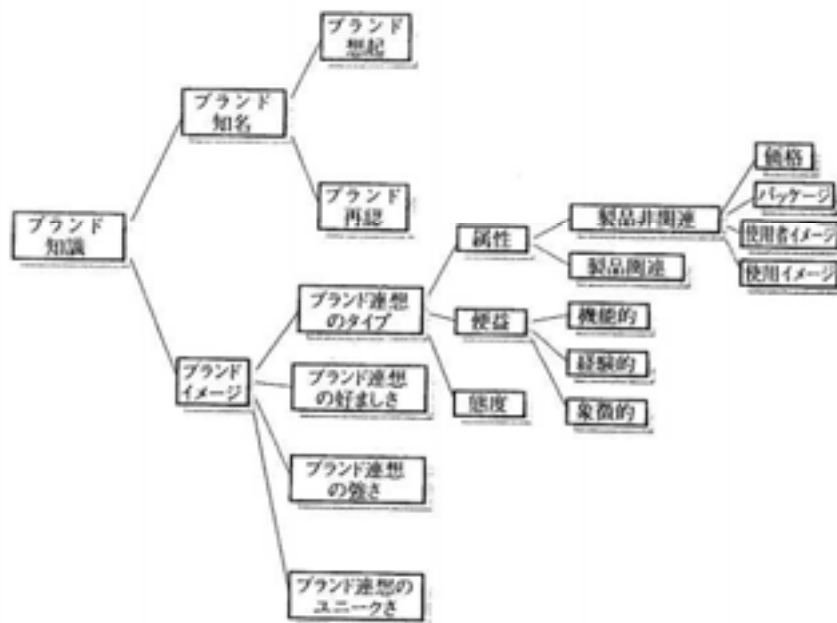 ブランド
想起
ブランド
知名
ブランド
再認
ブランド
知識
ブランド連想
のタイプ
ブランド
イメージ
ブランド連想
の好ましさ
ブランド連想
の強さ
ブランド連想の
ユニークさ
属性
便益
態度
製品非関連
製品関連
機能的
経験的
象徴的
価格
パッケージ
使用者イメージ
使用イメージ